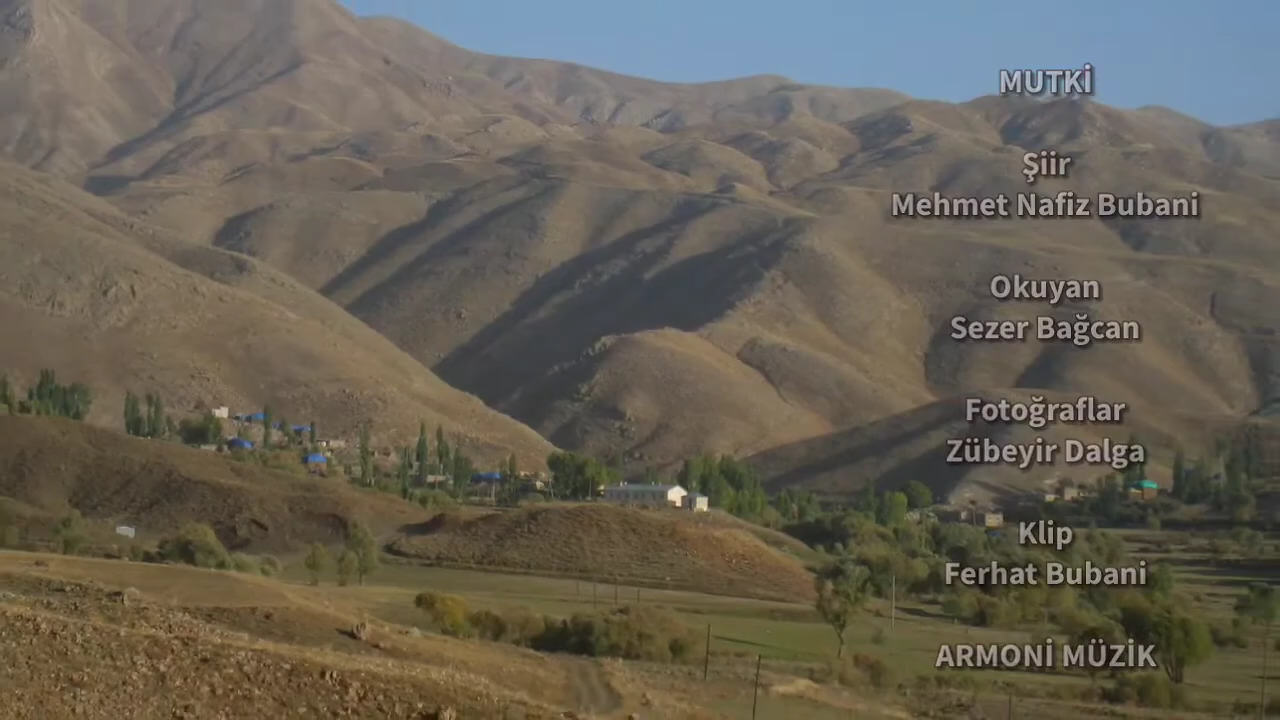 MUTKİ
Şiir
Mehmet Nafiz Bubani
Okuyan
Sezer Bağcan
Fotoğraflar
Zübeyir Dalga
Klip
Ferhat Bubani
ARMONİ MÜZİK